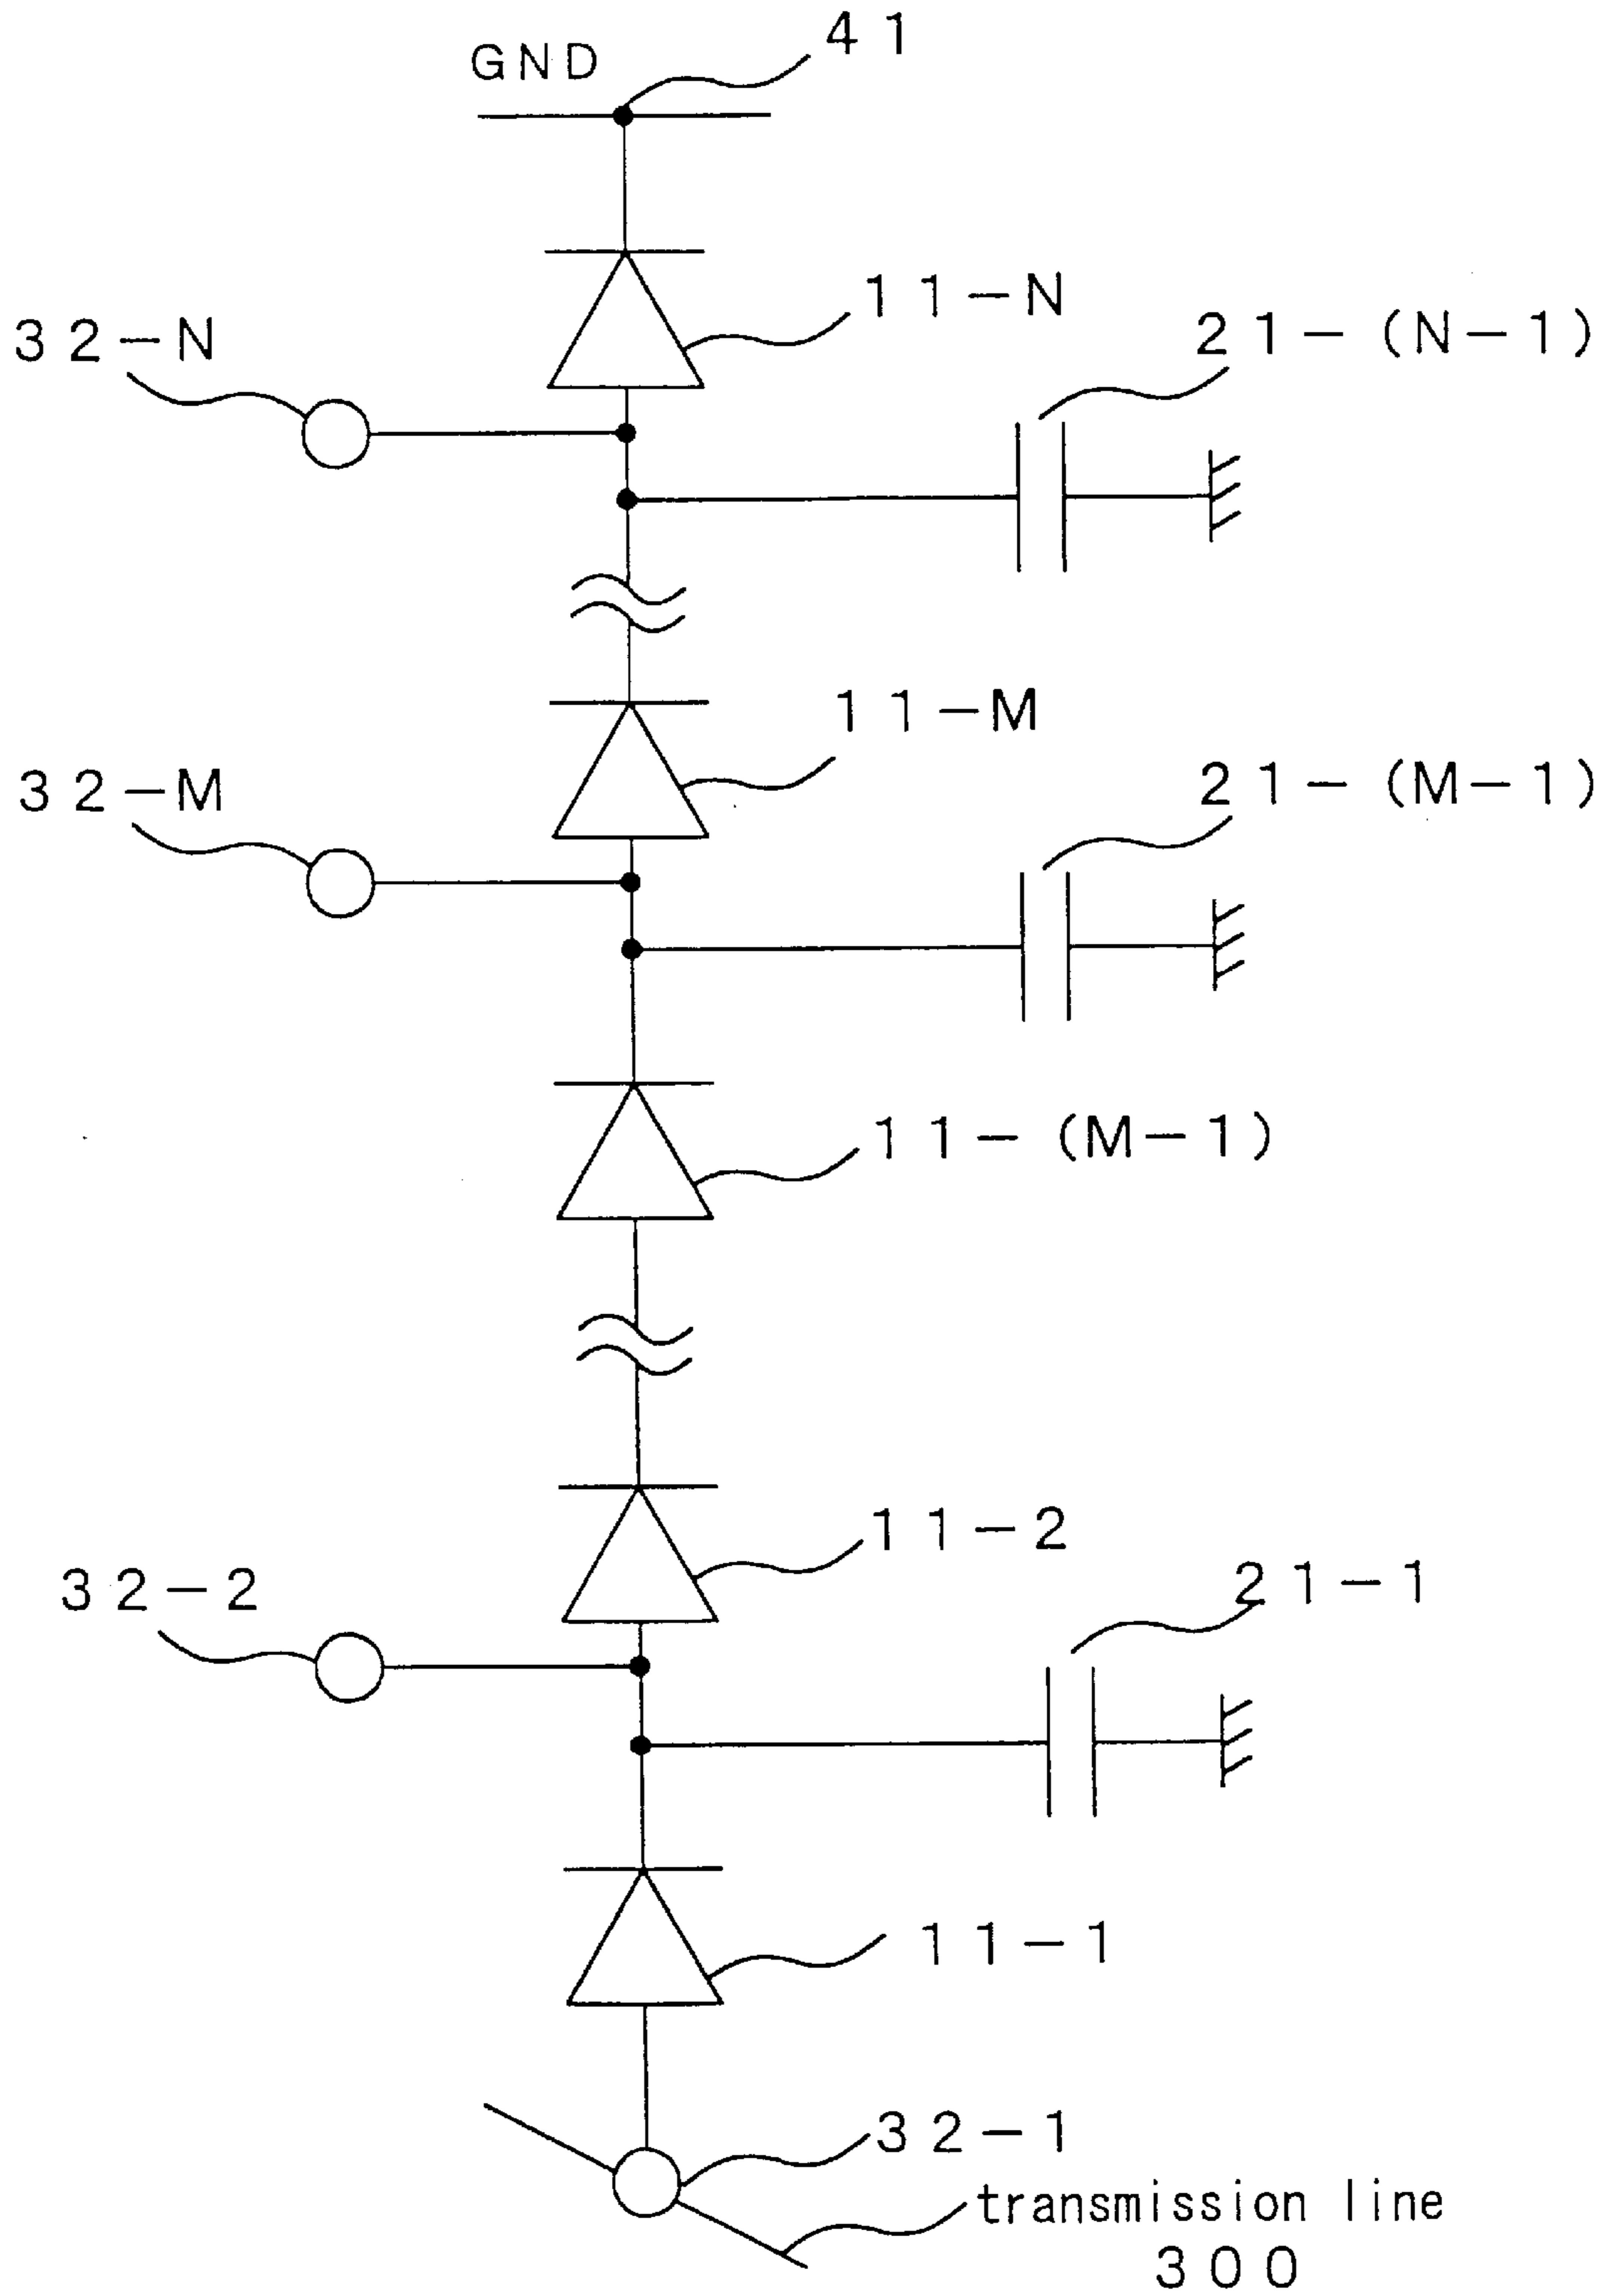 41
GND
11-N
21-(N-1)
32-N
11-M
21-(M-1)
32-M
11-(M-1)
11-2
21-1
32-2
11-1
32-1
transmission line
300